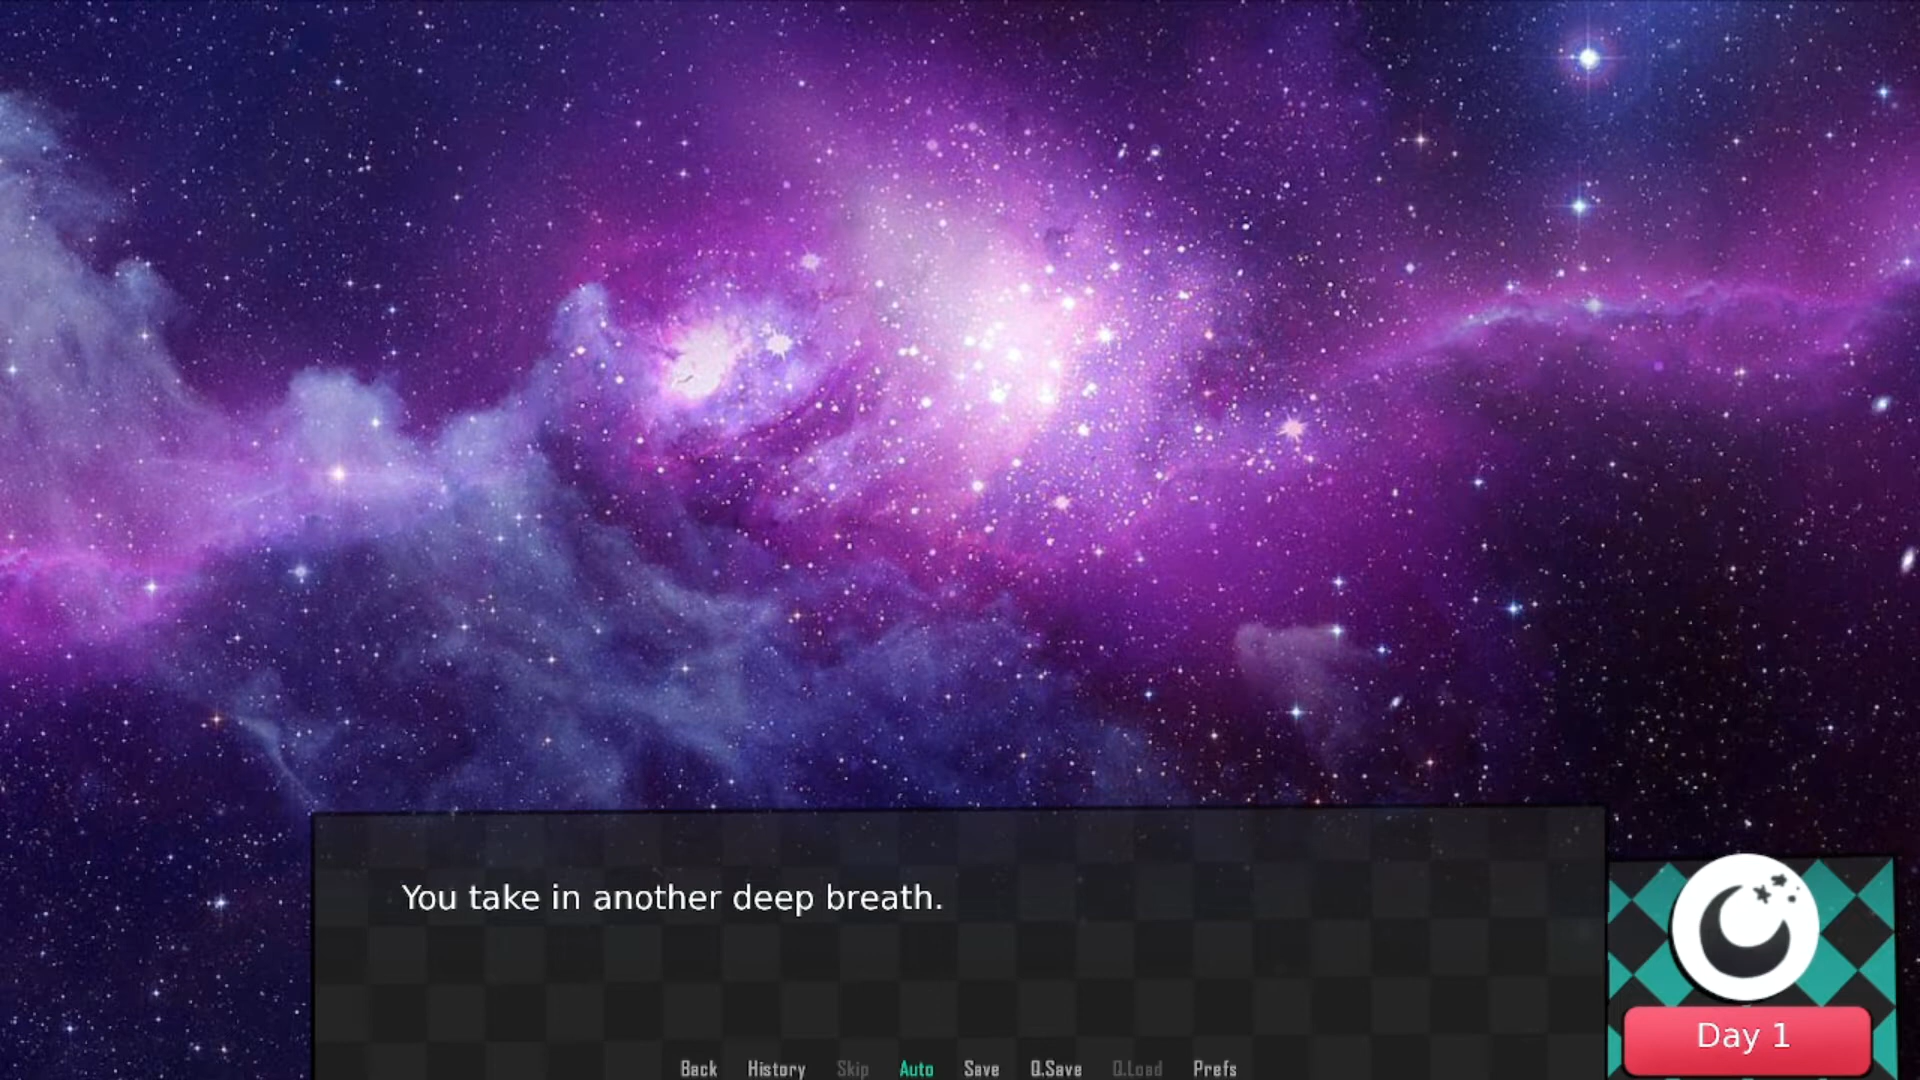 You take in another deep breath.
Day 1
Back History Skip Auto Save Q.Save Q.Load Prefs